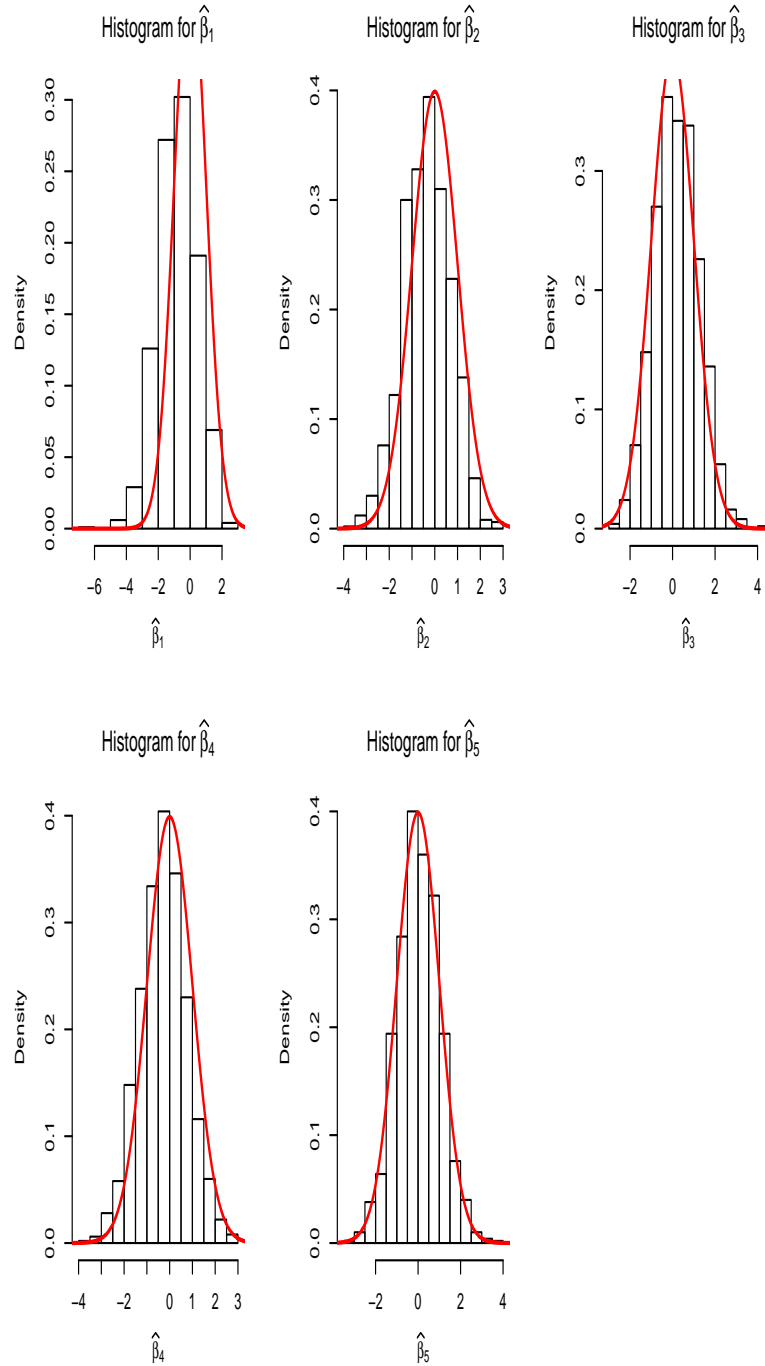 Histogram for β̂₁
Density
0.00 0.05 0.10 0.15 0.20 0.25 0.30
−6 −4 −2 0 2
β̂₁
Histogram for β̂₂
Density
0.0 0.1 0.2 0.3 0.4
−4 −2 0 1 2 3
β̂₂
Histogram for β̂₃
Density
0.0 0.1 0.2 0.3
−2 0 2 4
β̂₃
Histogram for β̂₄
Density
0.0 0.1 0.2 0.3 0.4
−4 −2 0 1 2 3
β̂₄
Histogram for β̂₅
Density
0.0 0.1 0.2 0.3 0.4
−2 0 2 4
β̂₅